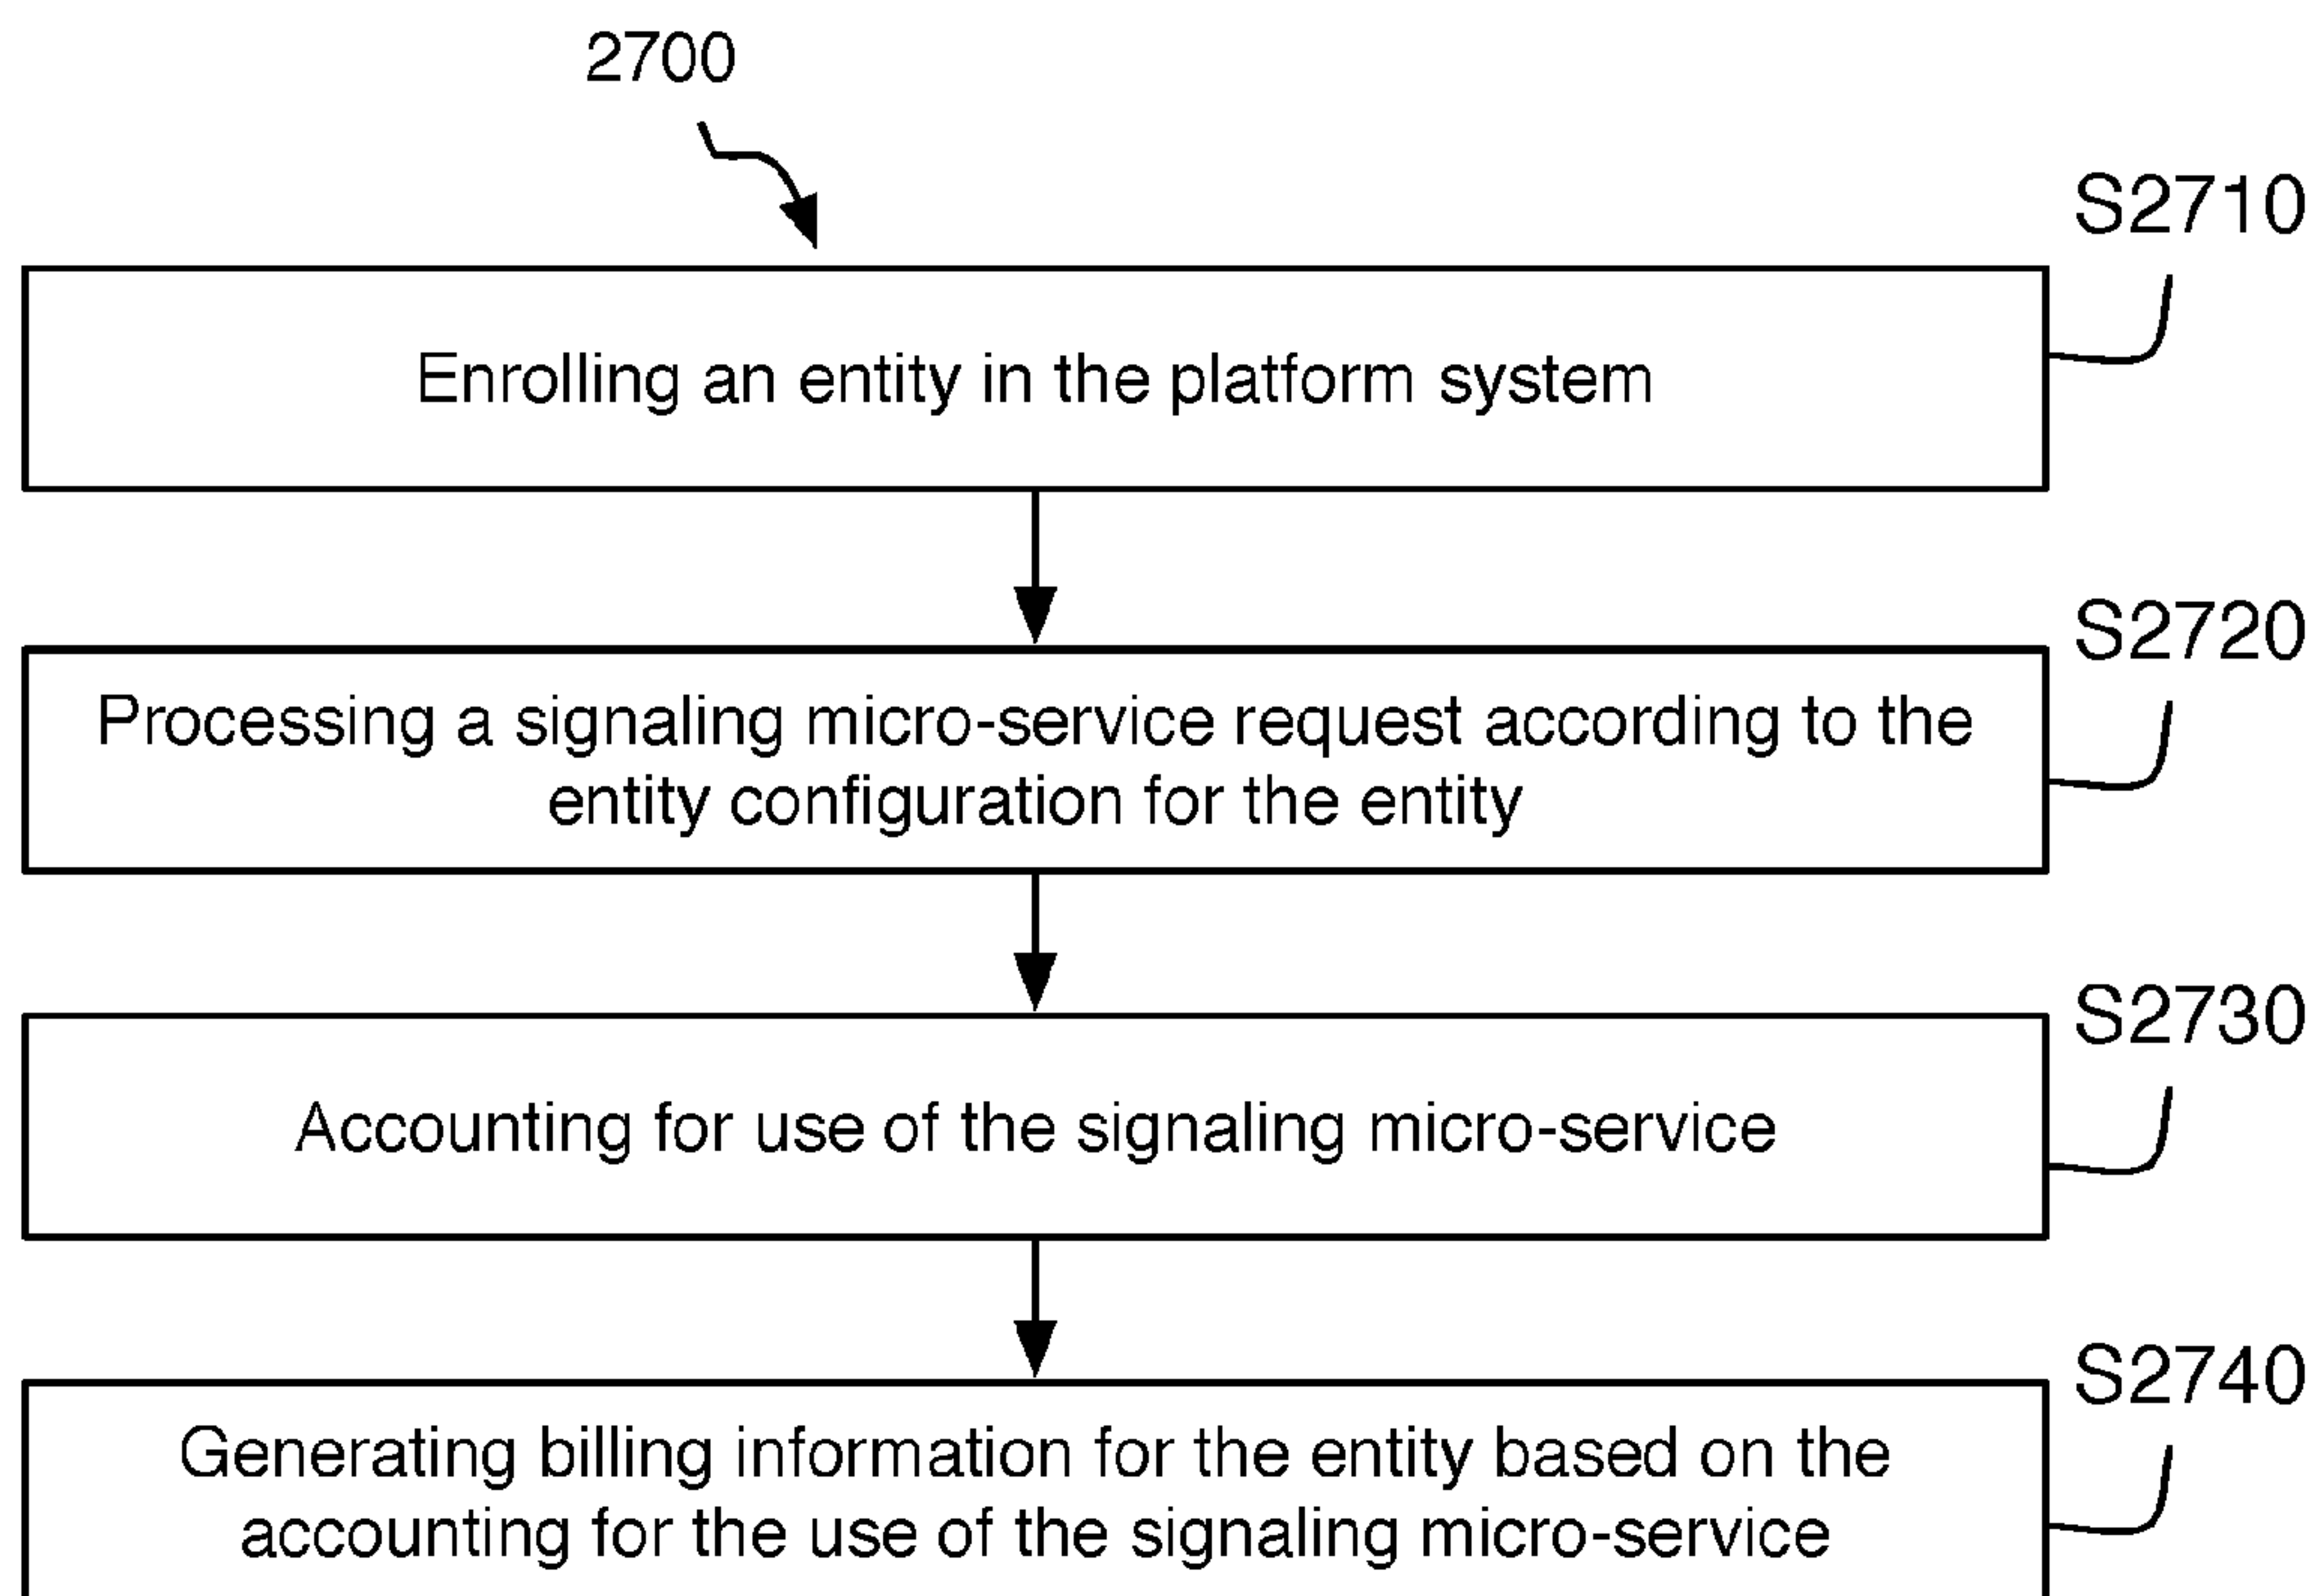 2700
S2710
Enrolling an entity in the platform system
S2720
Processing a signaling micro-service request according to the
entity configuration for the entity
S2730
Accounting for use of the signaling micro-service
S2740
Generating billing information for the entity based on the
accounting for the use of the signaling micro-service